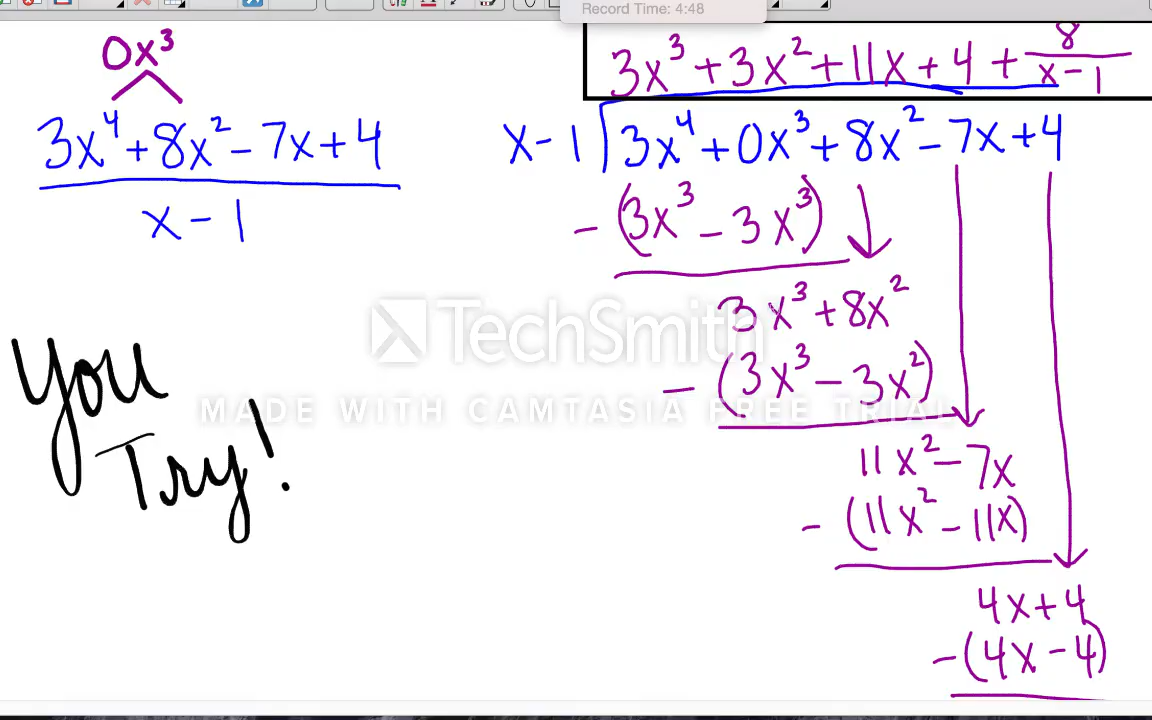 Record Time: 4:48
0x³
3x⁴ + 8x² - 7x + 4
x - 1
3x³ + 3x² + 11x + 4 + 8/(x - 1)
x - 1 ) 3x⁴ + 0x³ + 8x² - 7x + 4
- (3x³ - 3x³)
3x³ + 8x²
- (3x³ - 3x²)
11x² - 7x
- (11x² - 11x)
4x + 4
- (4x - 4)
You
Try!
TechSmith
MADE WITH CAMTASIA FREE TRIAL